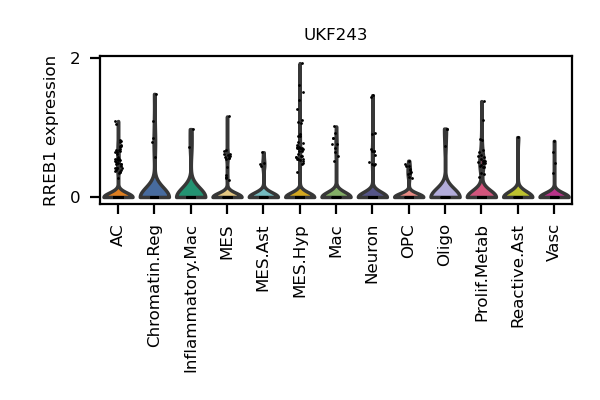 UKF243
RREB1 expression
2
0
AC
Chromatin.Reg
Inflammatory.Mac
MES
MES.Ast
MES.Hyp
Mac
Neuron
OPC
Oligo
Prolif.Metab
Reactive.Ast
Vasc